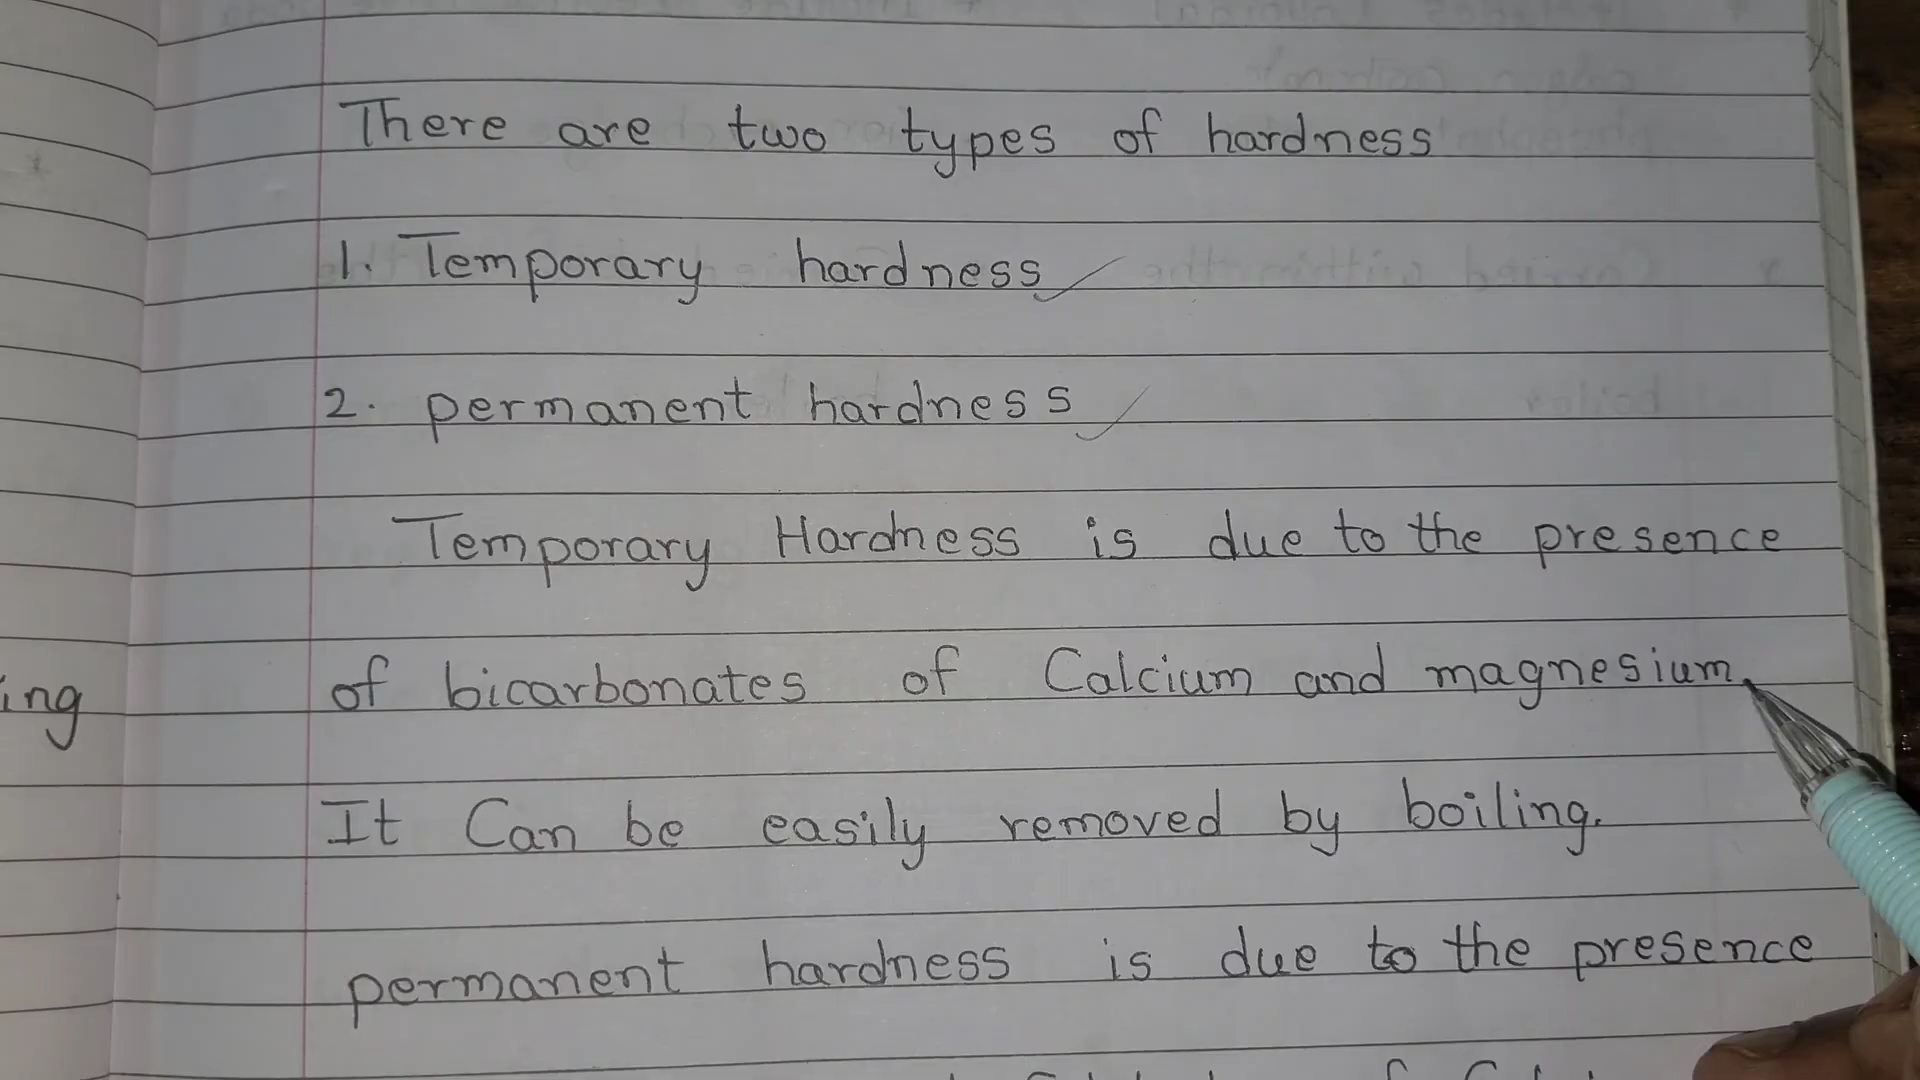 There are two types of hardness
1. Temporary hardness
2. permanent hardness
Temporary Hardness is due to the presence
of bicarbonates of Calcium and magnesium.
ing
It Can be easily removed by boiling.
permanent hardness is due to the presence